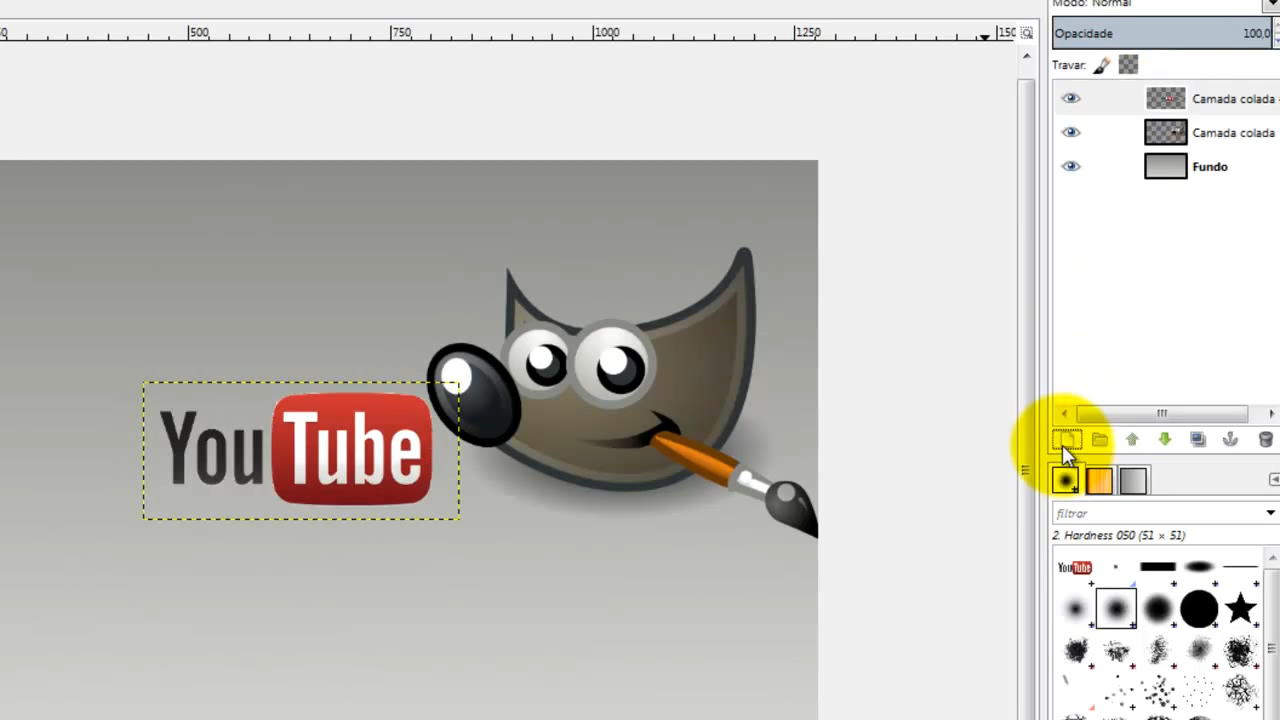 Modo: Normal
500
750
1000
1250
Opacidade 100,0
Travar:
Camada colada
Camada colada
Fundo
YouTube
filtrar
2. Hardness 050 (51 × 51)
YouTube